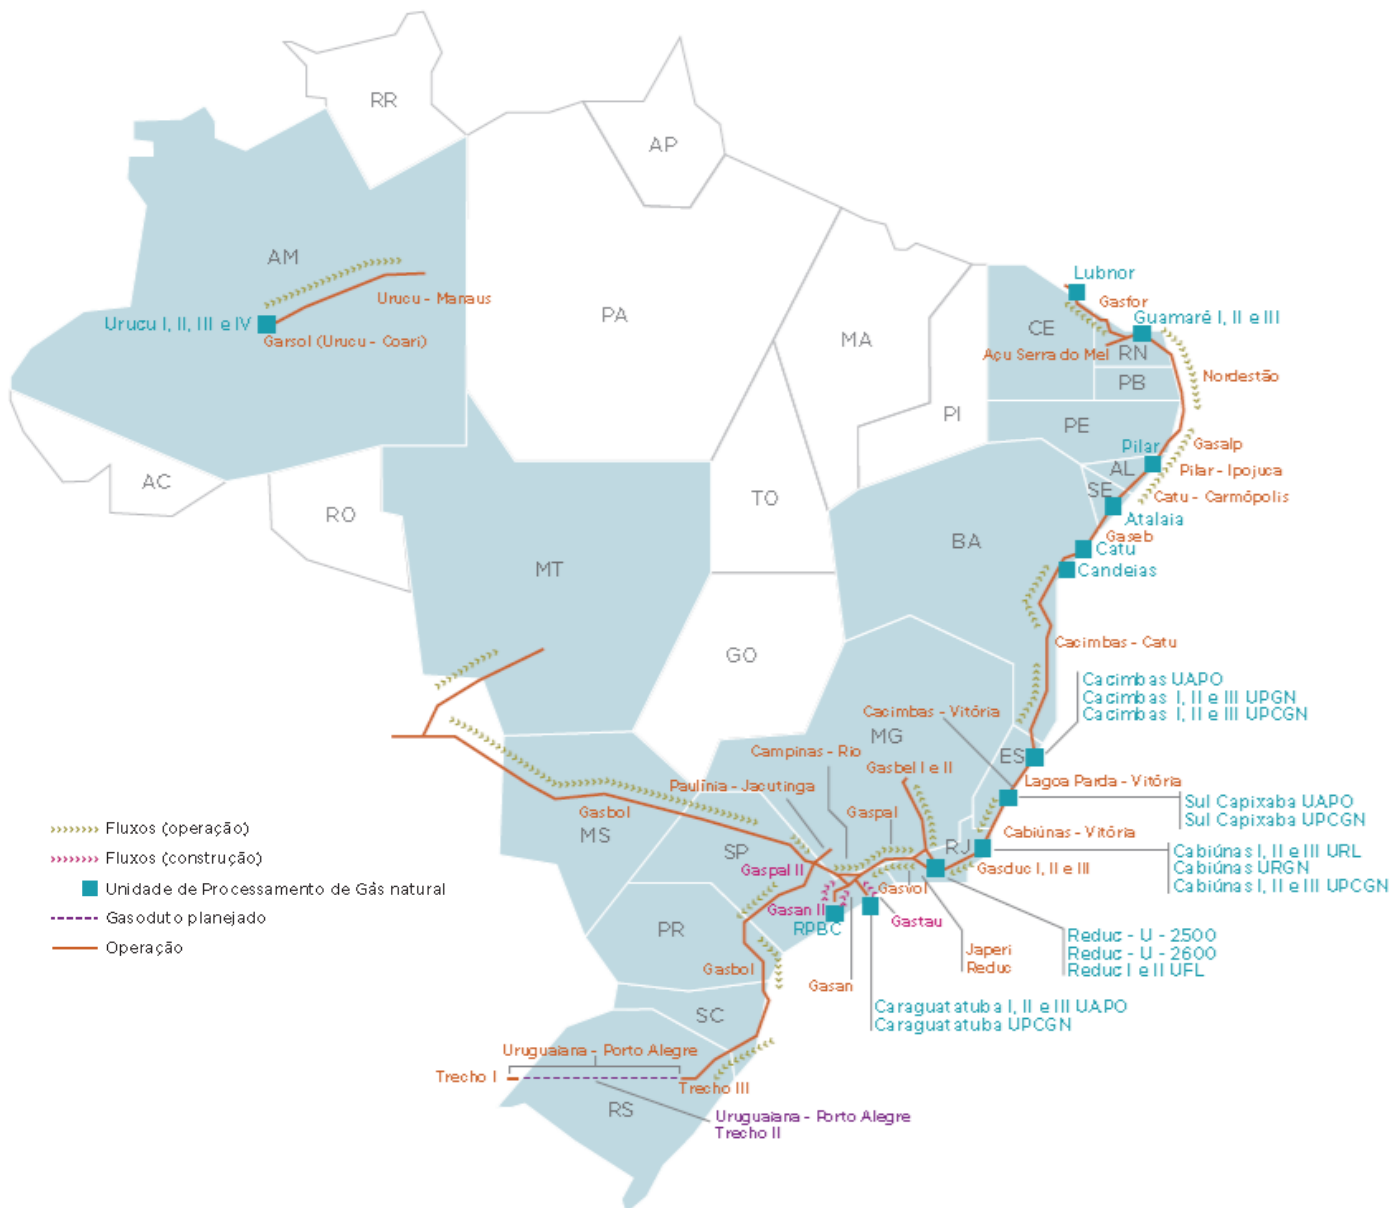 RR
AP
AM
Urucu - Manaus
Urucu I, II, III e IV
Garsol (Urucu - Coari)
PA
MA
PI
CE
Lubnor
Gasfor
Guamaré I, II e III
Açu Serra do Mel
RN
PB
Nordestão
PE
Pilar
Gasalp
AL
Pilar - Ipojuca
SE
Catu - Carmópolis
Atalaia
Gaseb
Catu
Candeias
AC
RO
TO
BA
MT
GO
Cacimbas - Catu
Cacimbas UAPO
Cacimbas I, II e III UPGN
Cacimbas I, II e III UPCGN
Cacimbas - Vitória
MG
ES
Campinas - Rio
Gasbel I e II
Paulínia - Jacutinga
Lagoa Parda - Vitória
Gasbol
Gaspal
Sul Capixaba UAPO
Sul Capixaba UPCGN
MS
SP
RJ
Cabiúnas - Vitória
Gaspal II
Gasduc I, II e III
Cabiúnas I, II e III URL
Cabiúnas URGN
Cabiúnas I, II e III UPCGN
Gasvol
Gasan II
RPBC
Gastau
PR
Japeri
Reduc
Reduc - U - 2500
Reduc - U - 2600
Reduc I e II UFL
Gasbol
Gasan
Caraguatatuba I, II e III UAPO
Caraguatatuba UPCGN
SC
Uruguaiana - Porto Alegre
Trecho I
Trecho III
RS
Uruguaiana - Porto Alegre
Trecho II
Fluxos (operação)
Fluxos (construção)
Unidade de Processamento de Gás natural
Gasoduto planejado
Operação